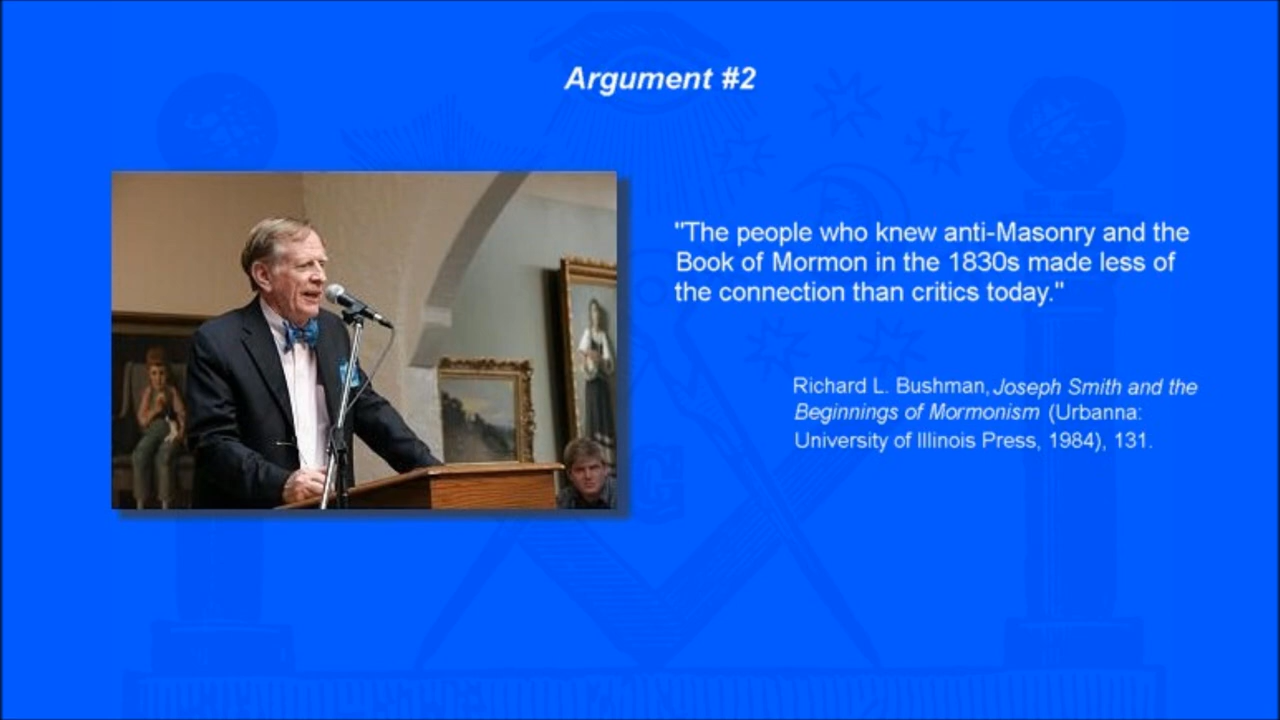 Argument #2
"The people who knew anti-Masonry and the
Book of Mormon in the 1830s made less of
the connection than critics today."
Richard L. Bushman, Joseph Smith and the
Beginnings of Mormonism (Urbanna:
University of Illinois Press, 1984), 131.
G